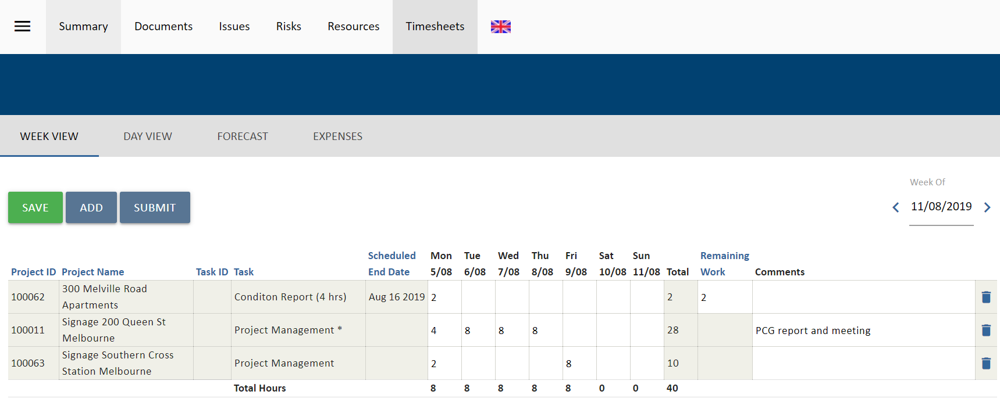 Summary Documents Issues Risks Resources Timesheets
WEEK VIEW DAY VIEW FORECAST EXPENSES
Week Of
SAVE ADD SUBMIT 11/08/2019
Scheduled Mon Tue Wed Thu Fri Sat Sun Remaining
Project ID Project Name Task ID Task End Date 5/08 6/08 7/08 8/08 9/08 10/08 11/08 Total Work Comments
300 Melville Road
100062 Conditon Report (4 hrs) Aug 16 2019 2 2 2
Apartments
Signage 200 Queen St
100011 Project Management * 4 8 8 8 28 PCG report and meeting
Melbourne
Signage Southern Cross
100063 Project Management 2 8 10
Station Melbourne
Total Hours 8 8 8 8 8 0 0 40